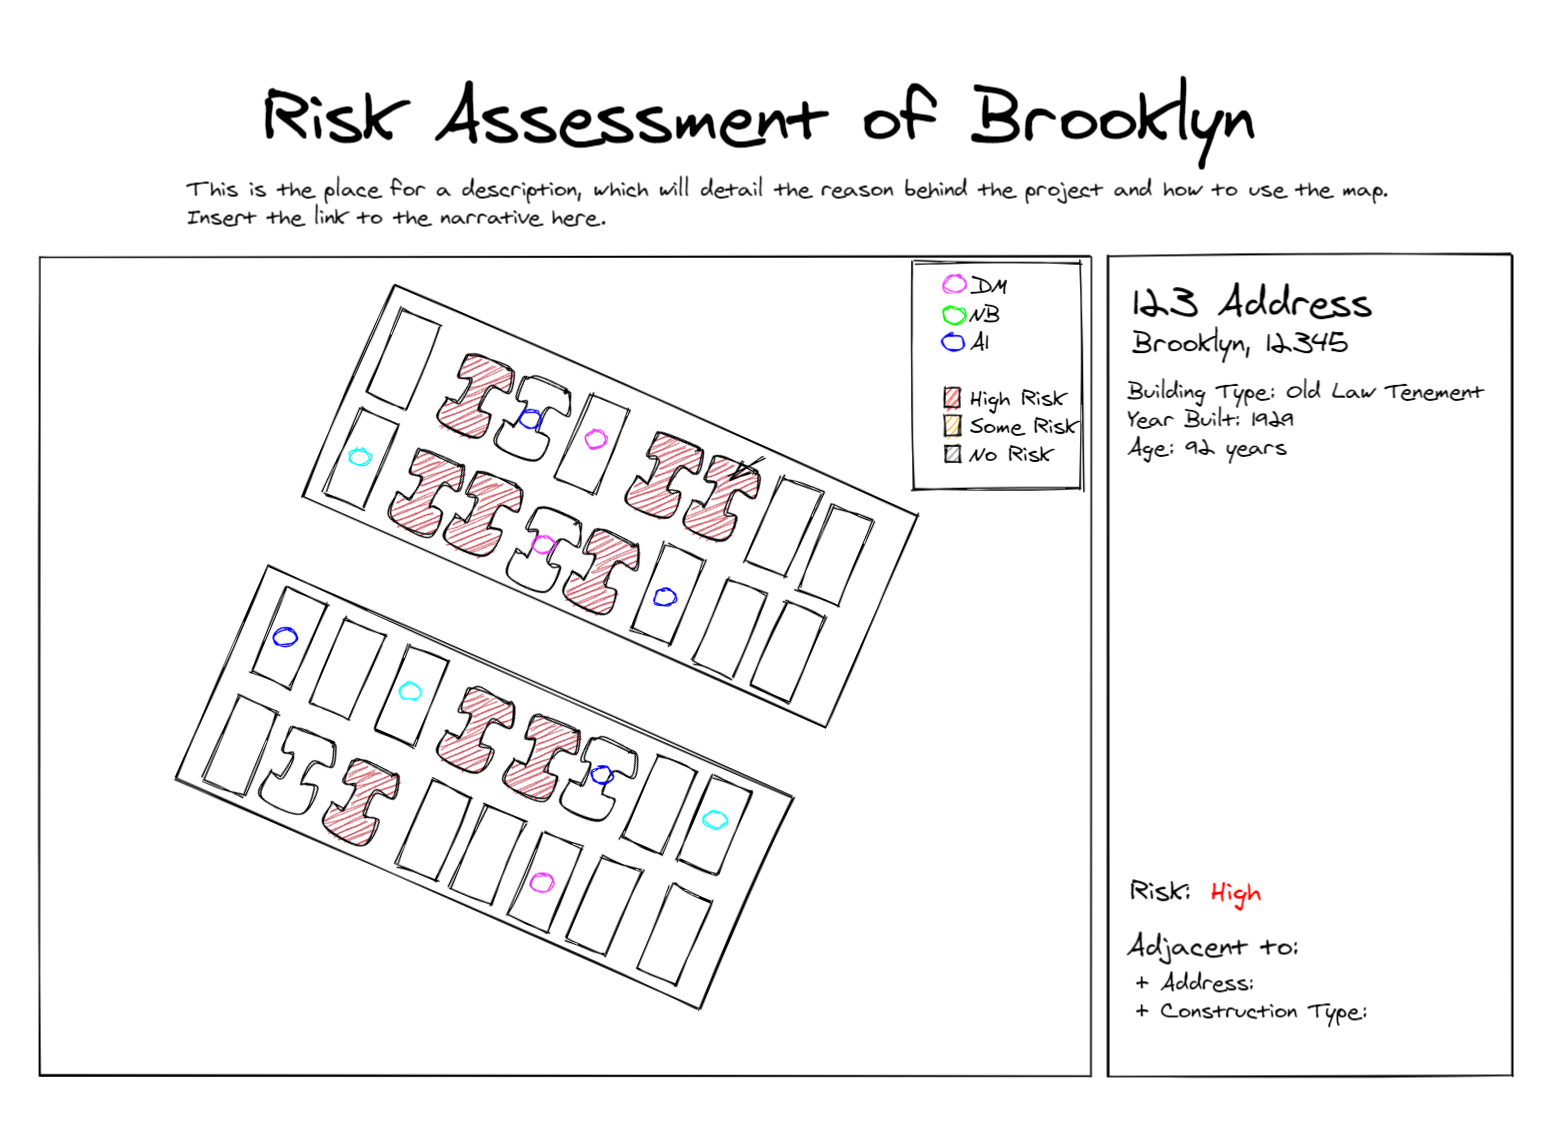 Risk Assessment of Brooklyn
This is the place for a description, which will detail the reason behind the project and how to use the map.
Insert the link to the narrative here.
DM
NB
A1
High Risk
Some Risk
No Risk
123 Address
Brooklyn, 12345
Building Type: Old Law Tenement
Year Built: 1929
Age: 92 years
Risk: High
Adjacent to:
+ Address:
+ Construction Type: